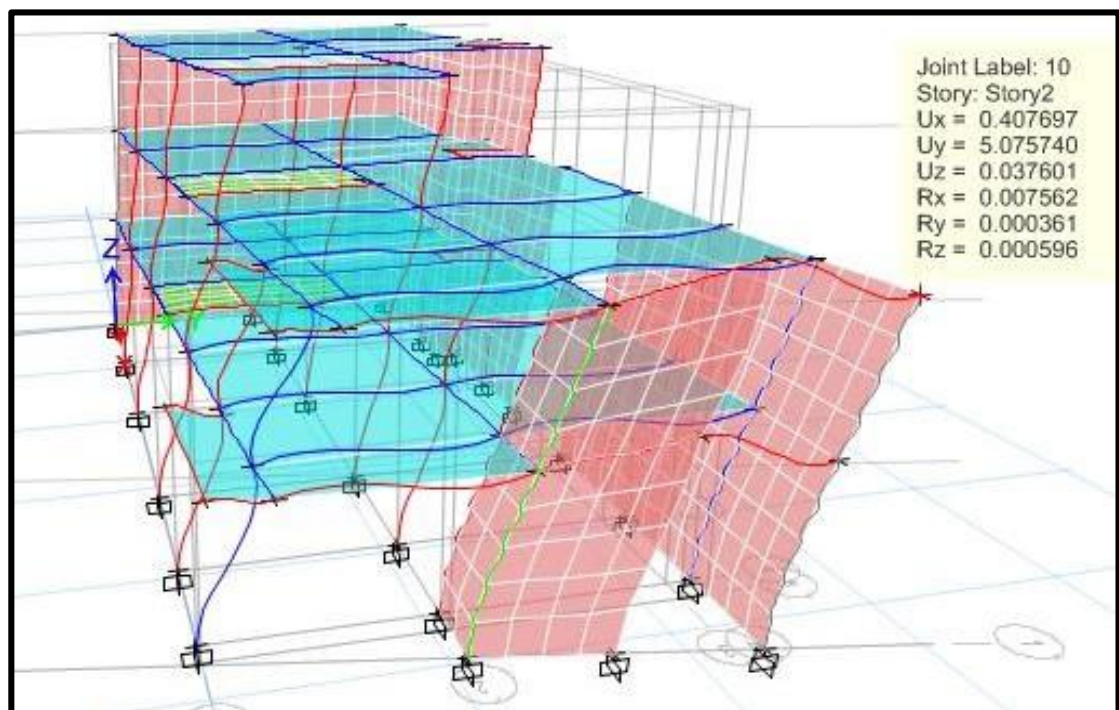 Joint Label: 10
Story: Story2
Ux = 0.407697
Uy = 5.075740
Uz = 0.037601
Rx = 0.007562
Ry = 0.000361
Rz = 0.000596
Z